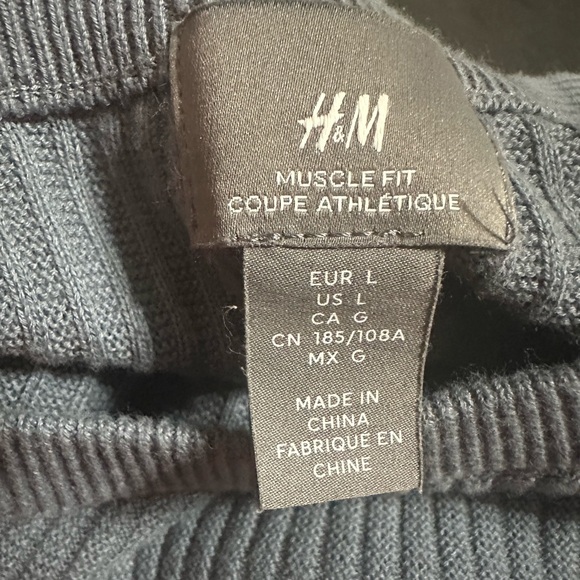 H&M
MUSCLE FIT
COUPE ATHLÉTIQUE
EUR L
US L
CA G
CN 185/108A
MX G
MADE IN
CHINA
FABRIQUE EN
CHINE